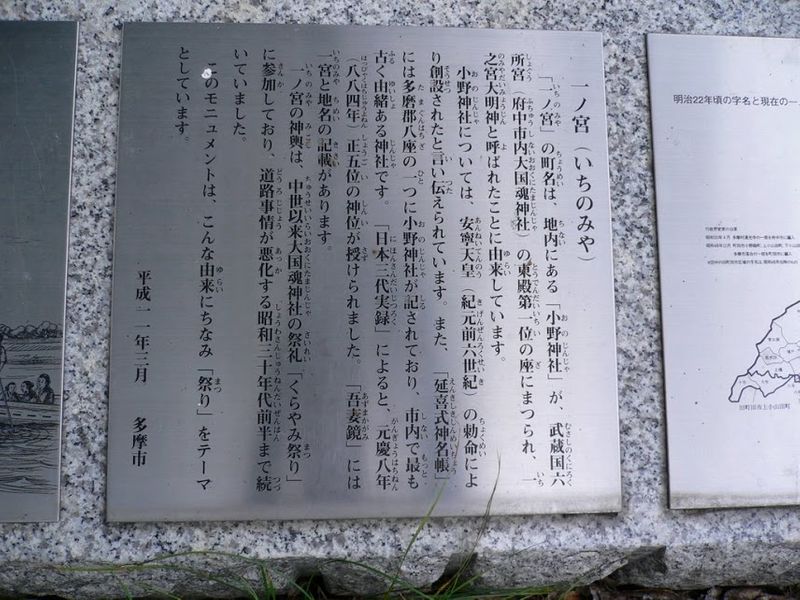 一ノ宮（いちのみや）
「一ノ宮」の町名は、地内にある「小野神社」が、武蔵国六
所宮（府中市内大国魂神社）の東殿第一位の座にまつられ、一
之宮大明神と呼ばれたことに由来しています。
小野神社については、安寧天皇（紀元前六世紀）の勅命によ
り創設されたと言い伝えられています。また、「延喜式神名帳」
には多磨郡八座の一つに小野神社が記されており、市内で最も
古く由緒ある神社です。「日本三代実録」によると、元慶八年
（八八四年）正五位の神位が授けられました。「吾妻鏡」には
一宮と地名の記載があります。
一ノ宮の神輿は、中世以来大国魂神社の祭礼「くらやみ祭り」
に参加しており、道路事情が悪化する昭和三十年代前半まで続
いていました。
このモニュメントは、こんな由来にちなみ「祭り」をテーマ
としています。
平成一一年三月　多摩市
明治22年頃の字名と現在の一
旧町田市上小山田町